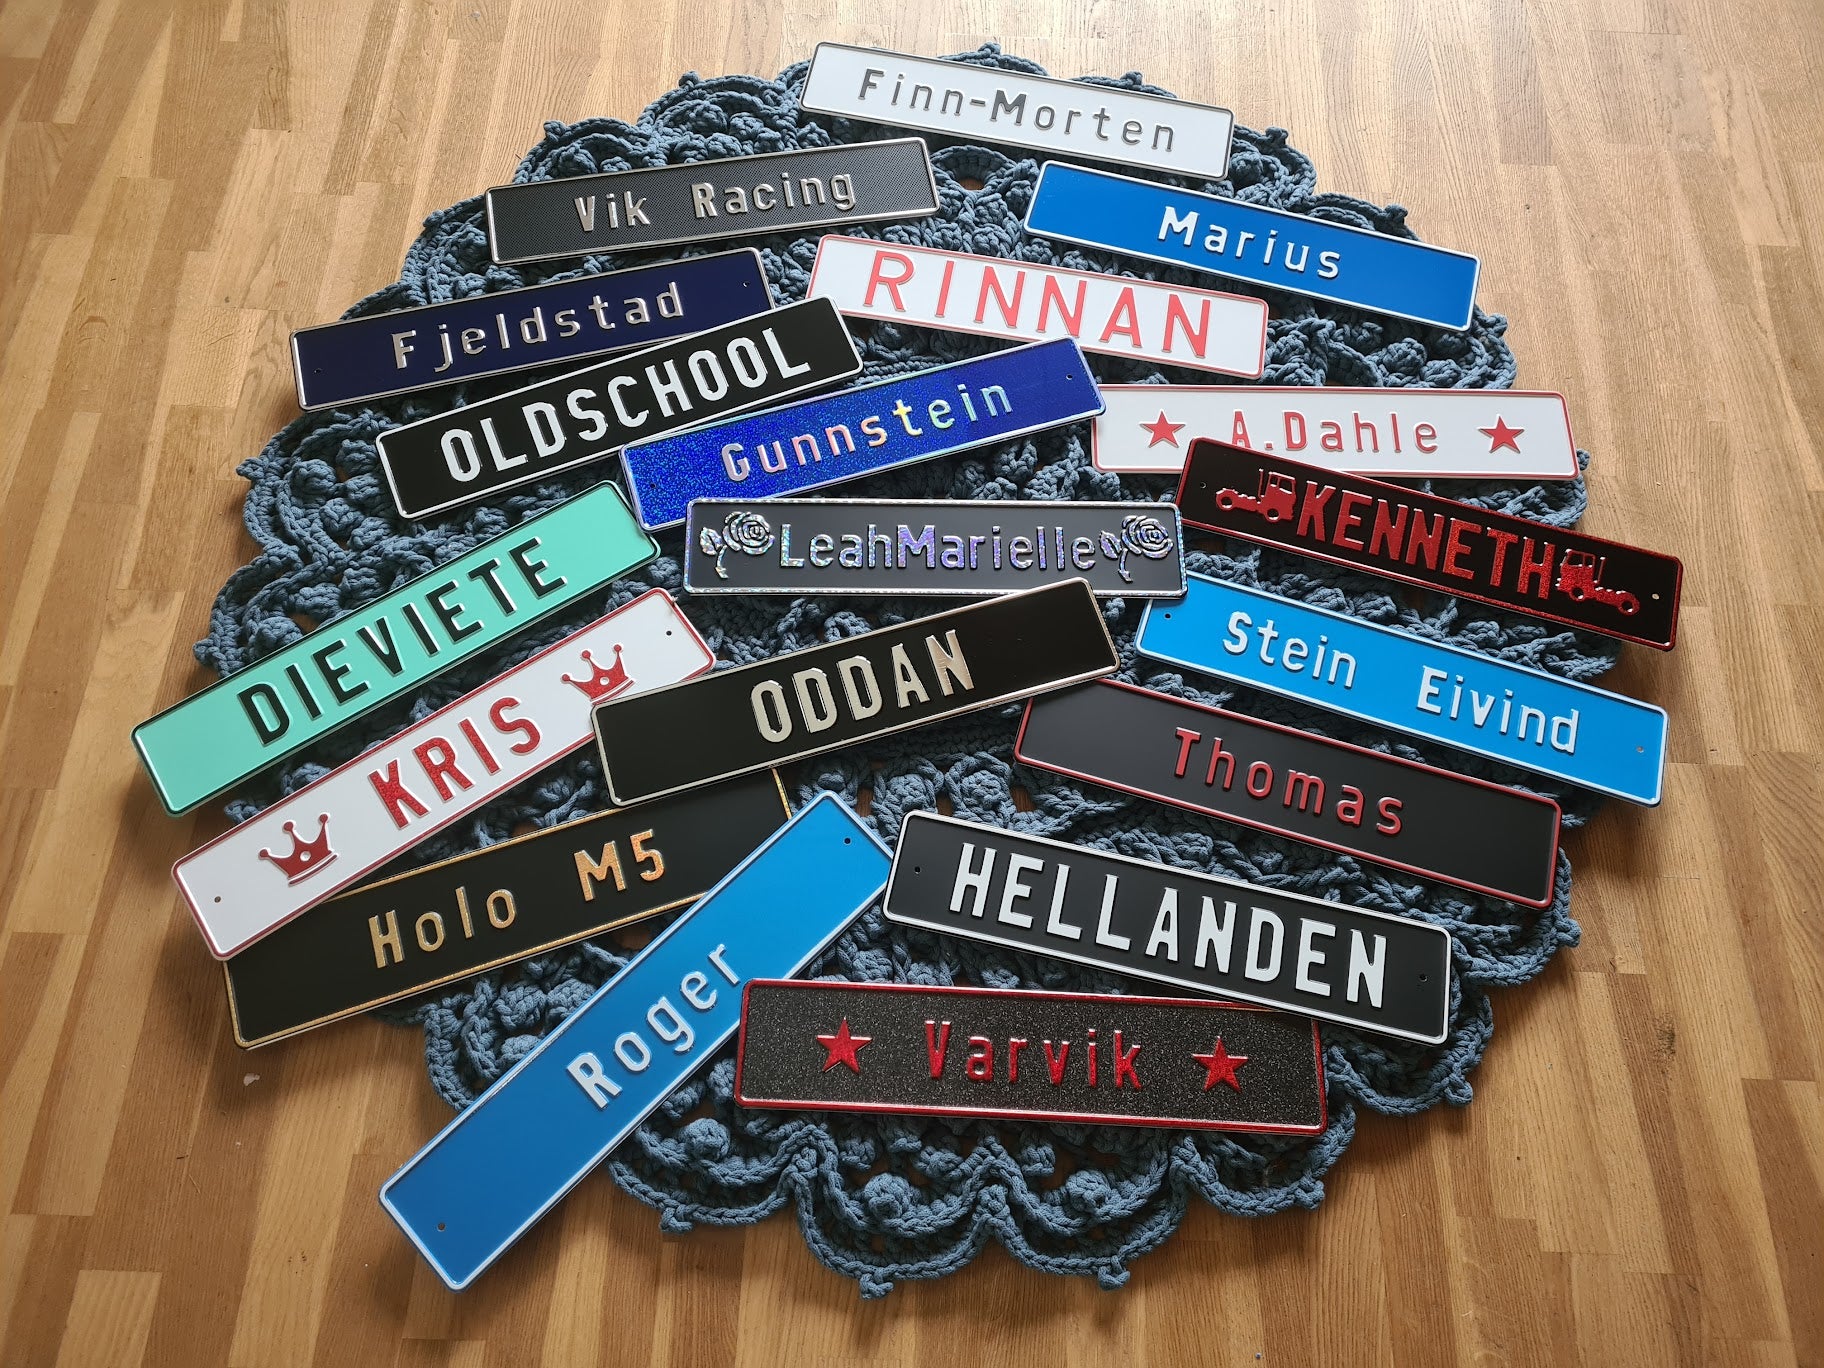 Finn-Morten
Vik Racing
Marius
Fjeldstad
RINNAN
OLDSCHOOL
Gunnstein
A.Dahle
KENNETH
LeahMarielle
DIEVIETE
Stein Eivind
KRIS
ODDAN
Thomas
Holo M5
HELLANDEN
Roger
Varvik